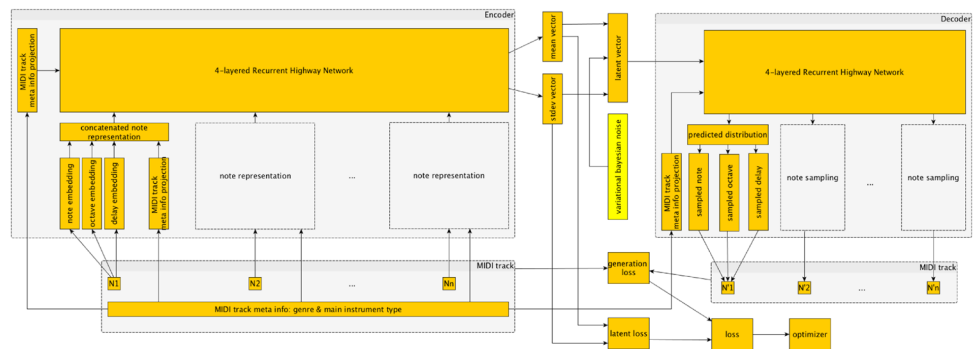 Encoder
MIDI track
meta info projection
4-layered Recurrent Highway Network
concatenated note
representation
note embedding
octave embedding
delay embedding
MIDI track
meta info projection
note representation
...
note representation
MIDI track
N1
N2
...
Nn
MIDI track meta info: genre & main instrument type
mean vector
stdev vector
latent vector
variational bayesian noise
generation
loss
latent loss
loss
optimizer
Decoder
4-layered Recurrent Highway Network
MIDI track
meta info projection
predicted distribution
sampled note
sampled octave
sampled delay
note sampling
...
note sampling
MIDI track
N'1
N'2
...
N'n